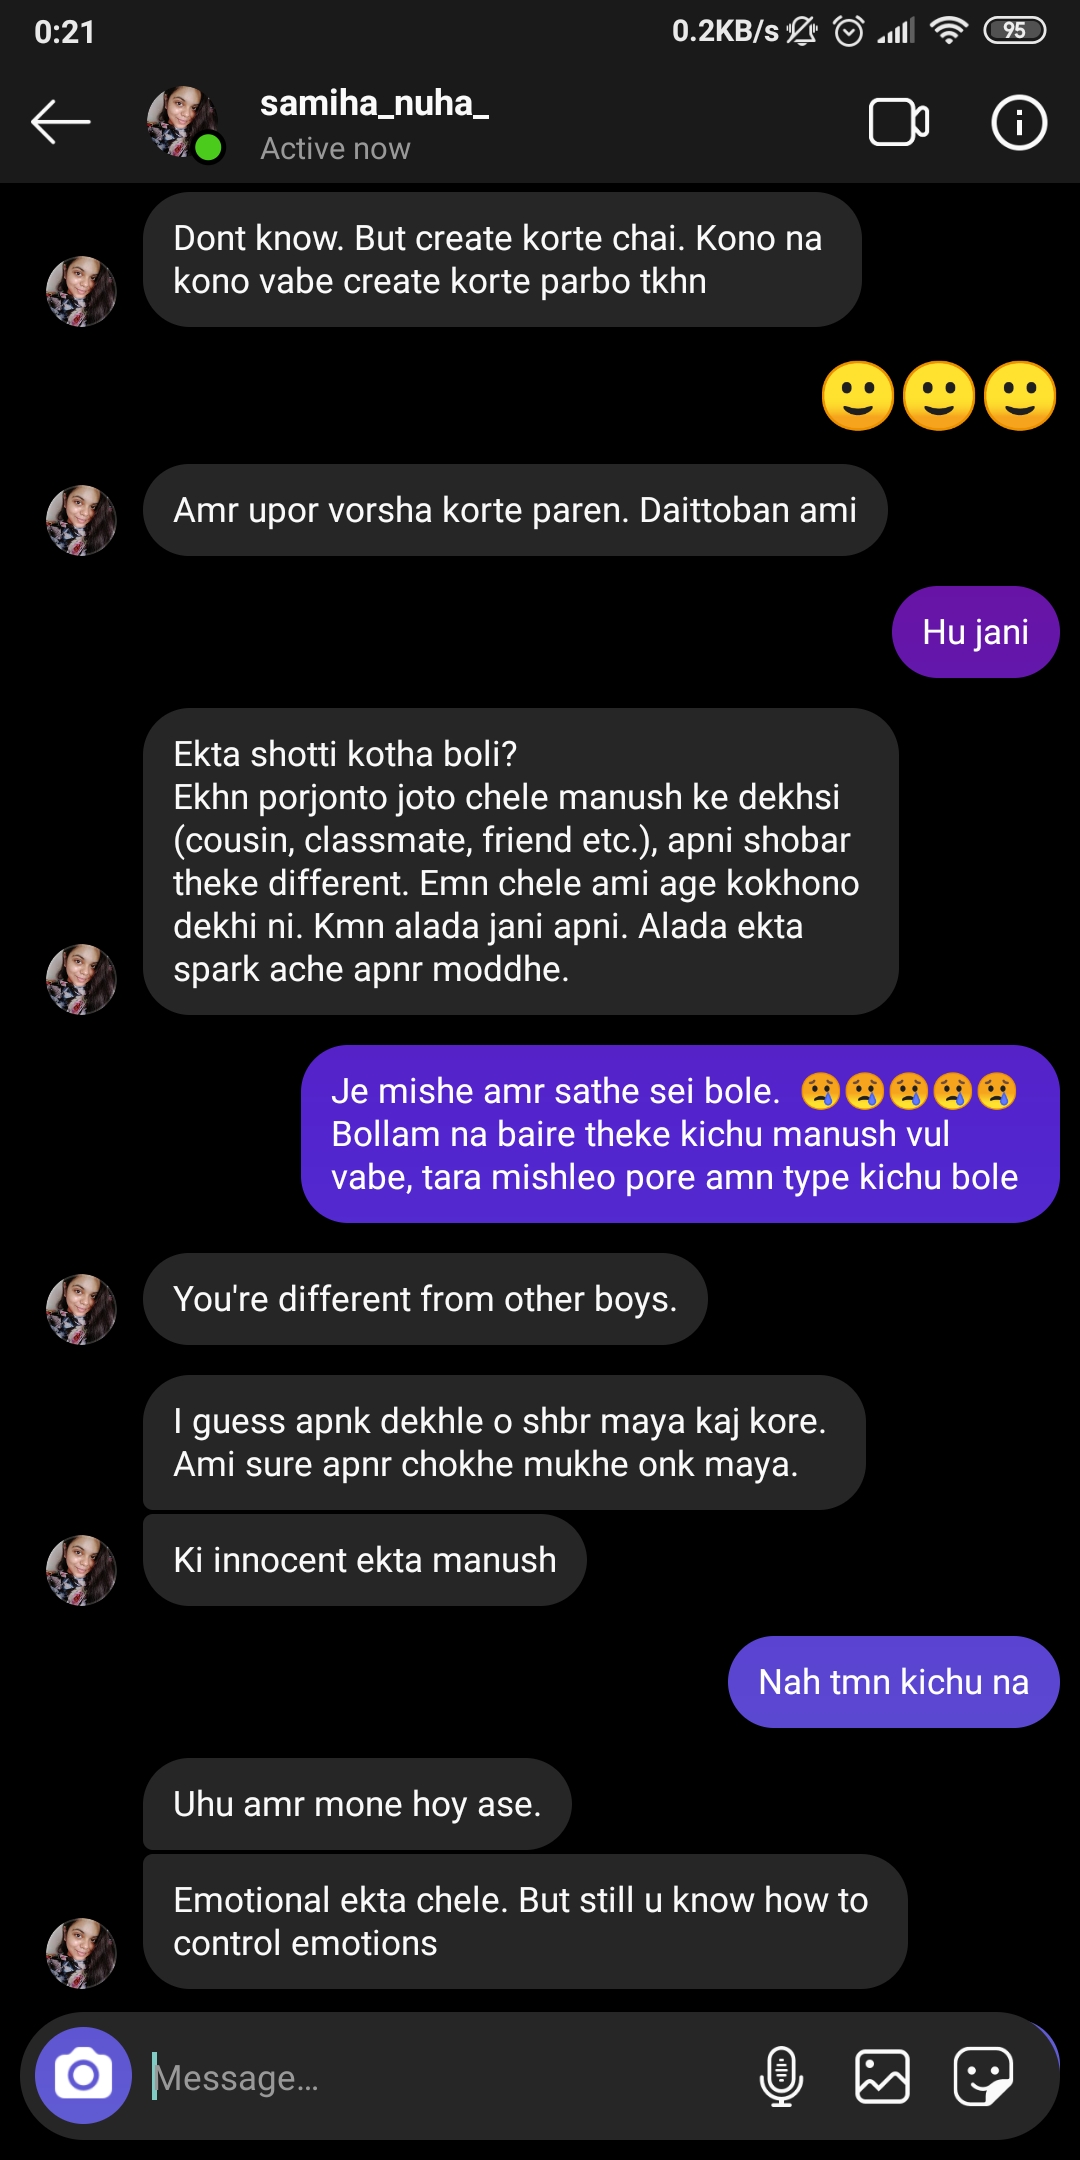 0:21
0.2KB/s
95
samiha_nuha_
Active now
Dont know. But create korte chai. Kono na
kono vabe create korte parbo tkhn
🙂🙂🙂
Amr upor vorsha korte paren. Daittoban ami
Hu jani
Ekta shotti kotha boli?
Ekhn porjonto joto chele manush ke dekhsi
(cousin, classmate, friend etc.), apni shobar
theke different. Emn chele ami age kokhono
dekhi ni. Kmn alada jani apni. Alada ekta
spark ache apnr moddhe.
Je mishe amr sathe sei bole. 😢😢😢😢😢
Bollam na baire theke kichu manush vul
vabe, tara mishleo pore amn type kichu bole
You're different from other boys.
I guess apnk dekhle o shbr maya kaj kore.
Ami sure apnr chokhe mukhe onk maya.
Ki innocent ekta manush
Nah tmn kichu na
Uhu amr mone hoy ase.
Emotional ekta chele. But still u know how to
control emotions
Message...